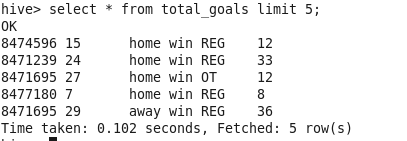 hive> select * from total_goals limit 5;
OK
8474596 15 home win REG 12
8471239 24 home win REG 33
8471695 27 home win OT 12
8477180 7 home win REG 8
8471695 29 away win REG 36
Time taken: 0.102 seconds, Fetched: 5 row(s)